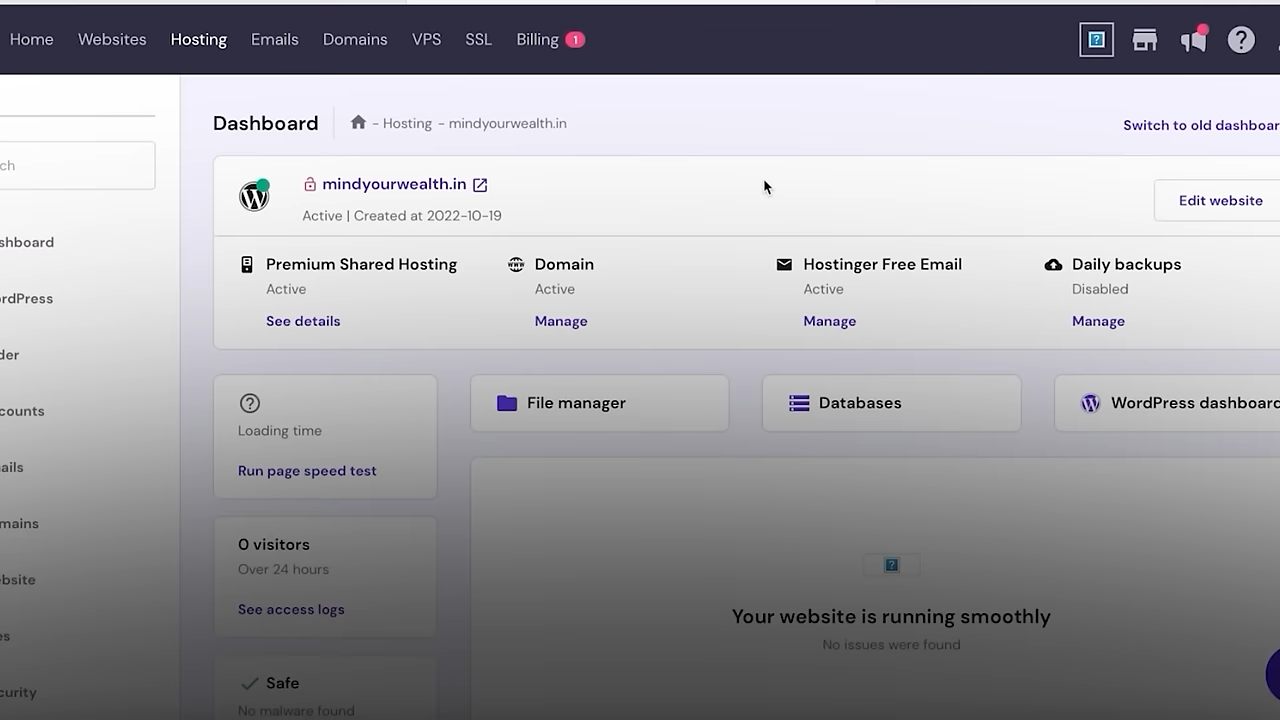 Home Websites Hosting Emails Domains VPS SSL Billing 1
Dashboard - Hosting - mindyourwealth.in
Switch to old dashboar
ch
mindyourwealth.in
Active | Created at 2022-10-19
Edit website
shboard
ordPress
der
counts
ails
mains
ebsite
es
curity
Premium Shared Hosting
Active
See details
Domain
Active
Manage
Hostinger Free Email
Active
Manage
Daily backups
Disabled
Manage
Loading time
Run page speed test
File manager
Databases
WordPress dashboard
0 visitors
Over 24 hours
See access logs
Your website is running smoothly
No issues were found
Safe
No malware found